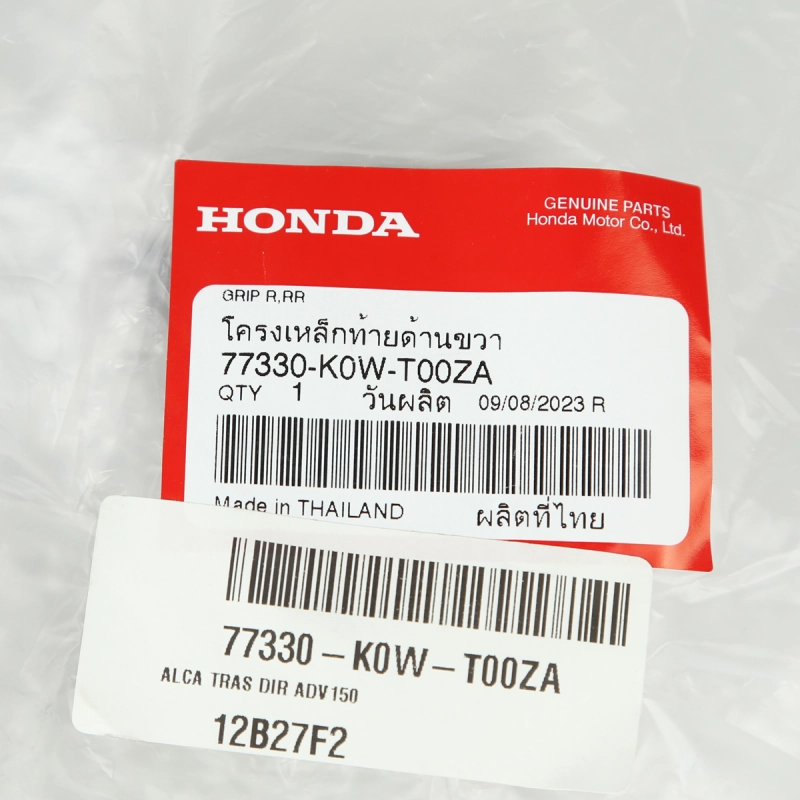 HONDA
GENUINE PARTS
Honda Motor Co., Ltd.
GRIP R,RR
โครงเหล็กท้ายด้านขวา
77330-K0W-T00ZA
QTY 1 วันผลิต 09/08/2023 R
Made in THAILAND ผลิตที่ไทย
77330-K0W-T00ZA
ALCA TRAS DIR ADV150
12B27F2